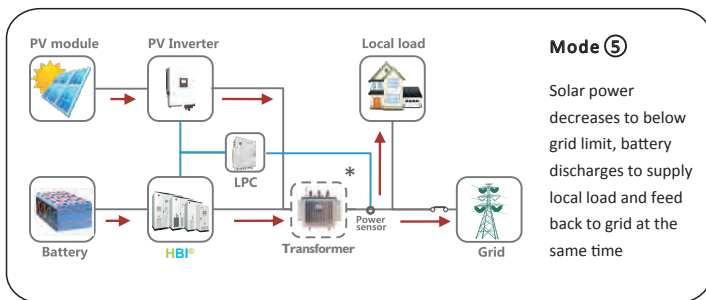 PV module
PV Inverter
Local load
Mode ⑤
Solar power
decreases to below
grid limit, battery
discharges to supply
local load and feed
back to grid at the
same time
LPC
*
Power
sensor
Battery
HBI®
Transformer
Grid